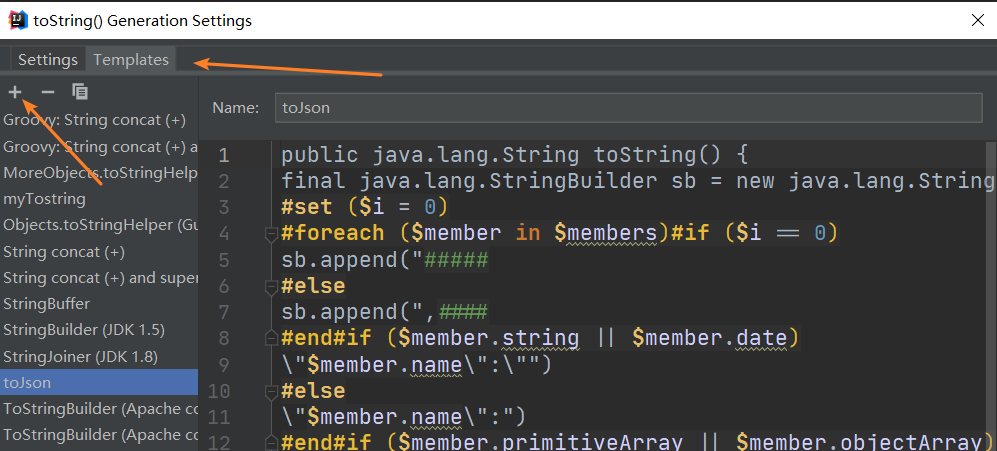 toString() Generation Settings
Settings Templates
Name: toJson
Groovy: String concat (+)
Groovy: String concat (+) a
MoreObjects.toStringHelp
myTostring
Objects.toStringHelper (Gu
String concat (+)
String concat (+) and super
StringBuffer
StringBuilder (JDK 1.5)
StringJoiner (JDK 1.8)
toJson
ToStringBuilder (Apache co
ToStringBuilder (Apache co
1 public java.lang.String toString() {
2 final java.lang.StringBuilder sb = new java.lang.String
3 #set ($i = 0)
4 #foreach ($member in $members)#if ($i == 0)
5 sb.append("#####
6 #else
7 sb.append(",####
8 #end#if ($member.string || $member.date)
9 \"$member.name\":\"")
10 #else
11 \"$member.name\":")
12 #end#if ($member.primitiveArray || $member.objectArray)